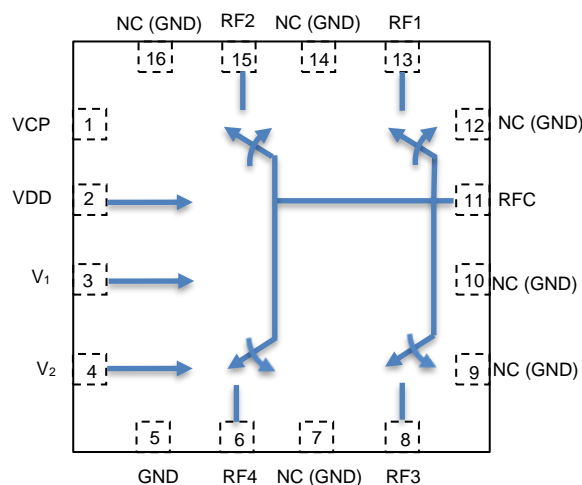 NC (GND) RF2 NC (GND) RF1
16 15 14 13
VCP 1 12 NC (GND)
VDD 2 11 RFC
V1 3 10 NC (GND)
V2 4 9 NC (GND)
5 6 7 8
GND RF4 NC (GND) RF3